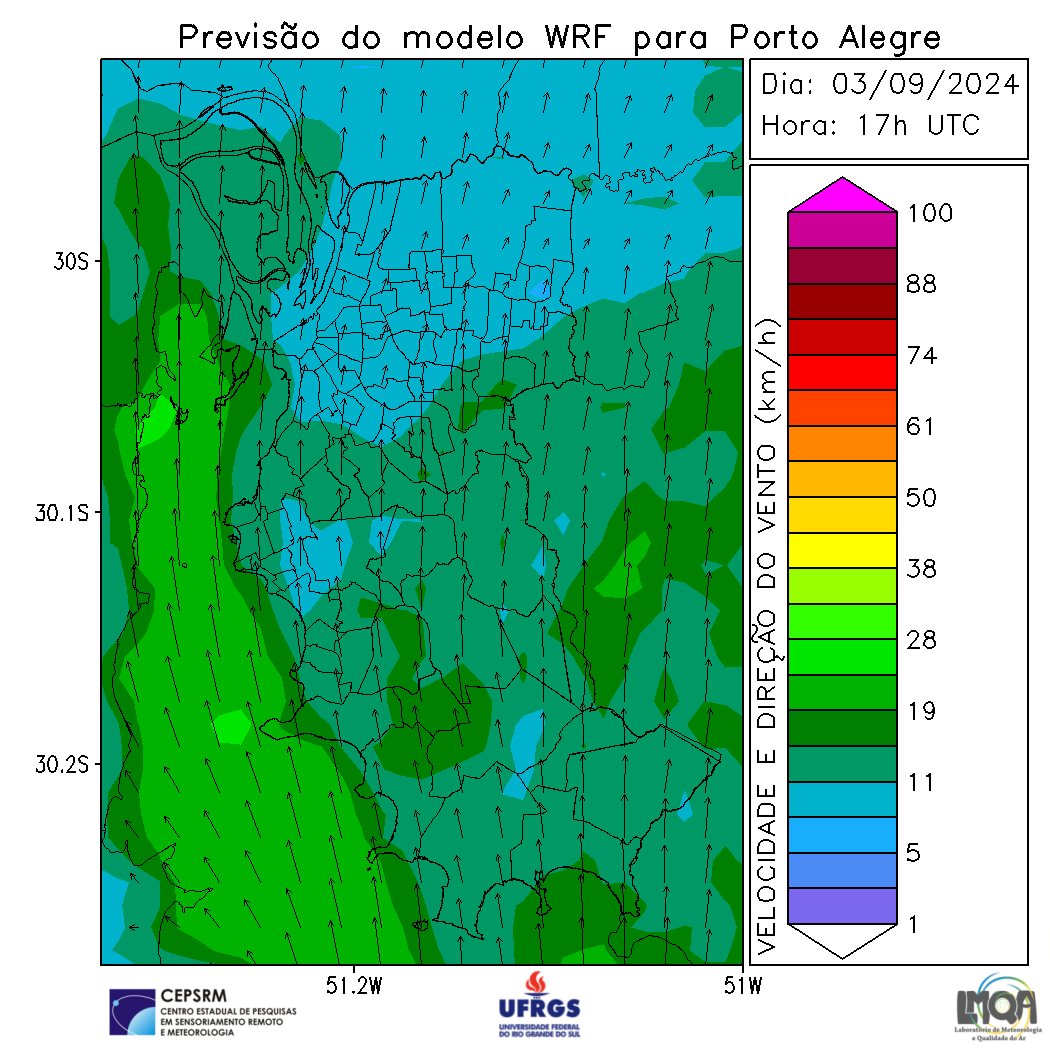 Previsão do modelo WRF para Porto Alegre
Dia: 03/09/2024
Hora: 17h UTC
30S
30.1S
30.2S
51.2W
51W
VELOCIDADE E DIREÇÃO DO VENTO (km/h)
100
88
74
61
50
38
28
19
11
5
1
CEPSRM
CENTRO ESTADUAL DE PESQUISAS
EM SENSORIAMENTO REMOTO
E METEOROLOGIA
UFRGS
UNIVERSIDADE FEDERAL
DO RIO GRANDE DO SUL
LMQA
Laboratório de Meteorologia
e Qualidade do Ar